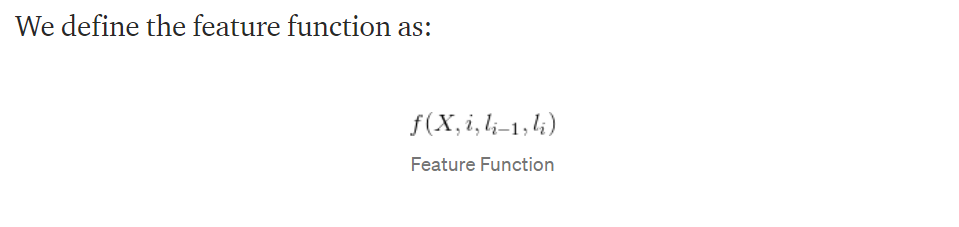 We define the feature function as:
f(X, i, l_{i−1}, l_i)
Feature Function